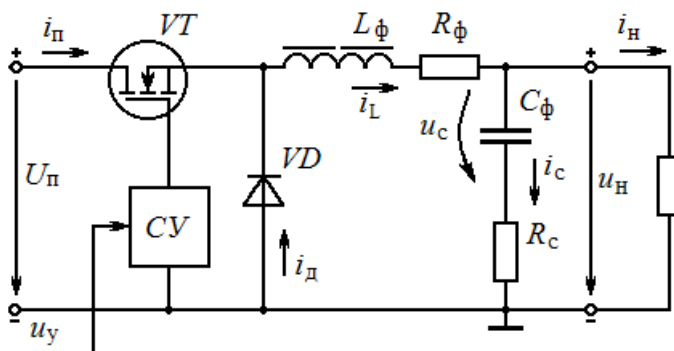 iп VT Lф Rф iн
+ +
iL Cф
uс
Uп VD iс uн
СУ Rс
iд
- -
uу